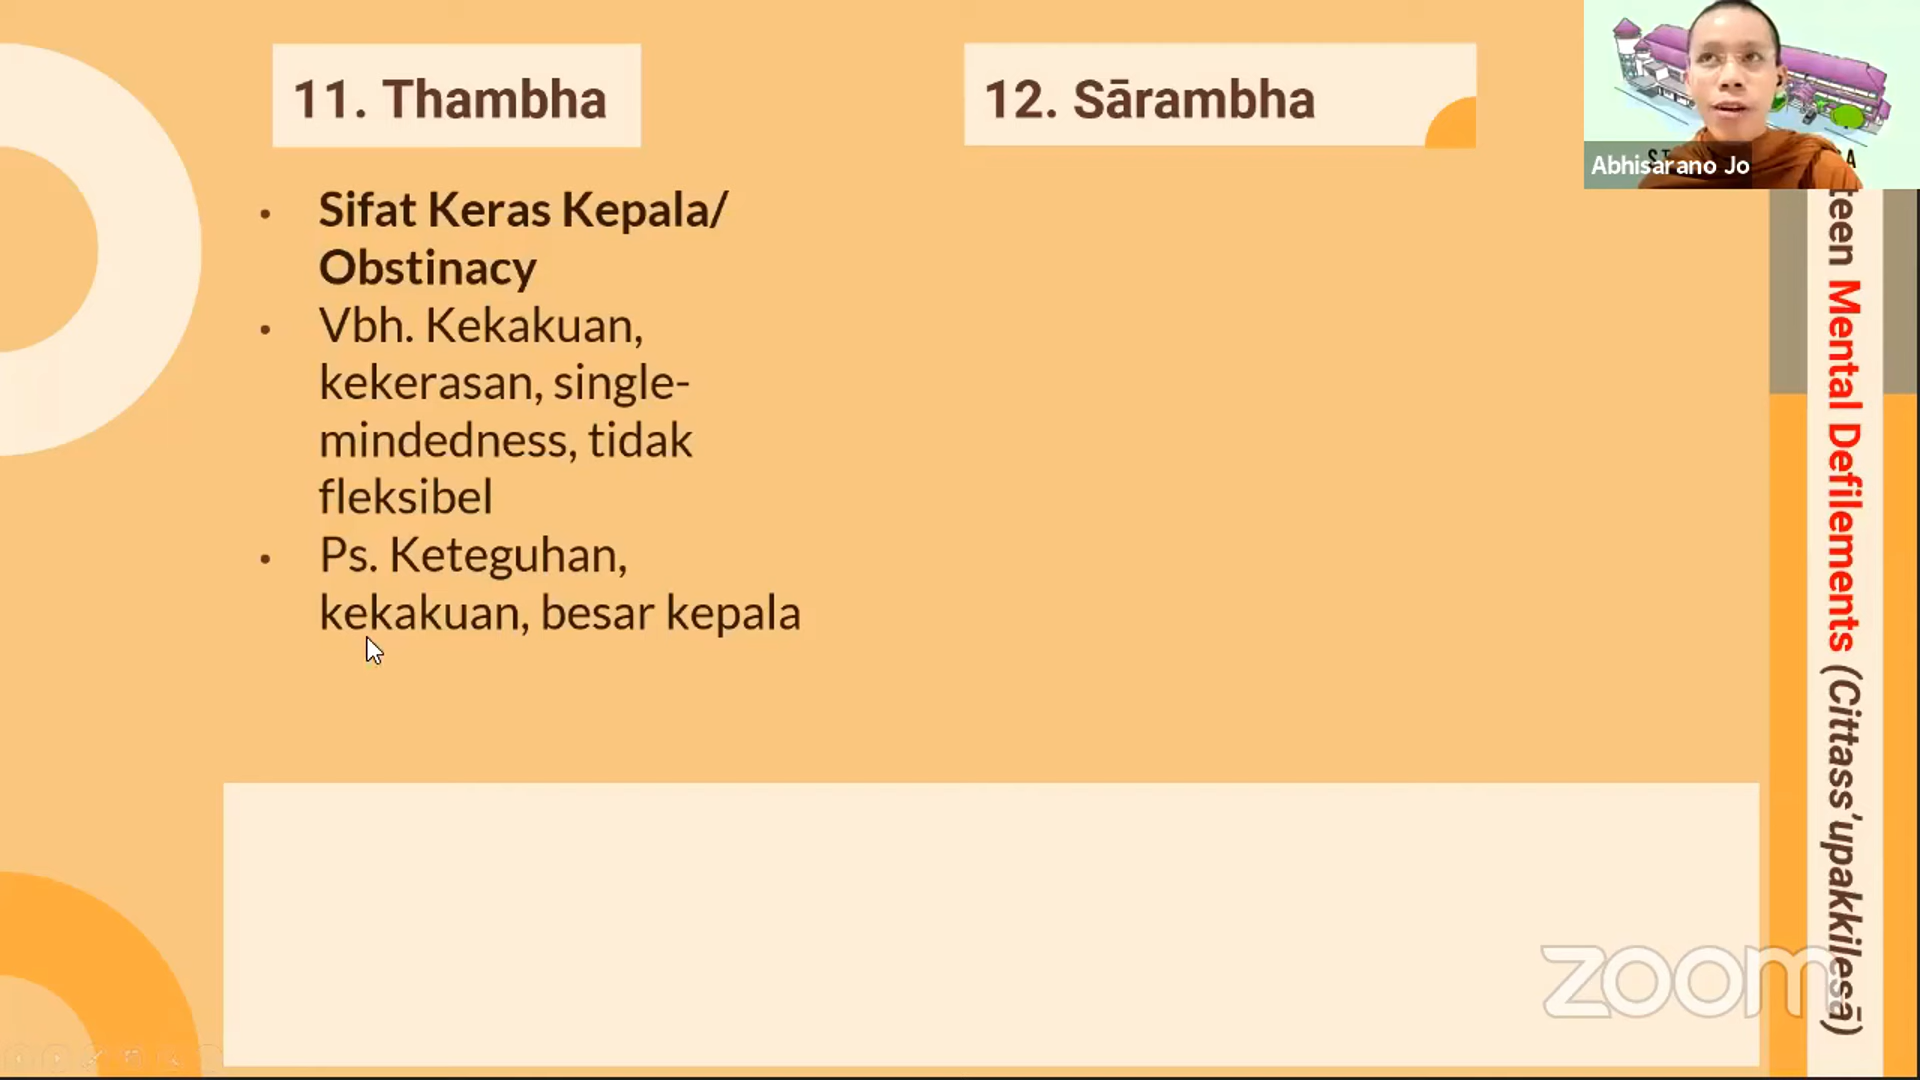 11. Thambha
• Sifat Keras Kepala/
Obstinacy
• Vbh. Kekakuan,
kekerasan, single-
mindedness, tidak
fleksibel
• Ps. Keteguhan,
kekakuan, besar kepala
12. Sārambha
Abhisarano Jo
teen Mental Defilements (Cittass'upakkilesā)
zoom